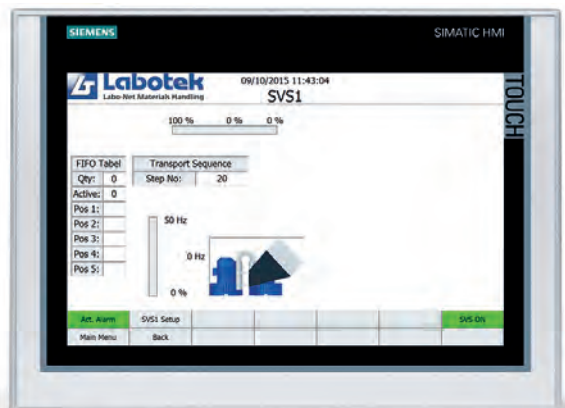 SIEMENS
SIMATIC HMI
TOUCH
Labotek
Labo-Net Materials Handling
09/10/2015 11:43:04
SVS1
100 % 0 % 0 %
FIFO Tabel
Qty: 0
Active: 0
Pos 1:
Pos 2:
Pos 3:
Pos 4:
Pos 5:
Transport Sequence
Step No: 20
50 Hz
0 Hz
0 %
Act. Alarm SVS1 Setup SVS ON
Main Menu Back